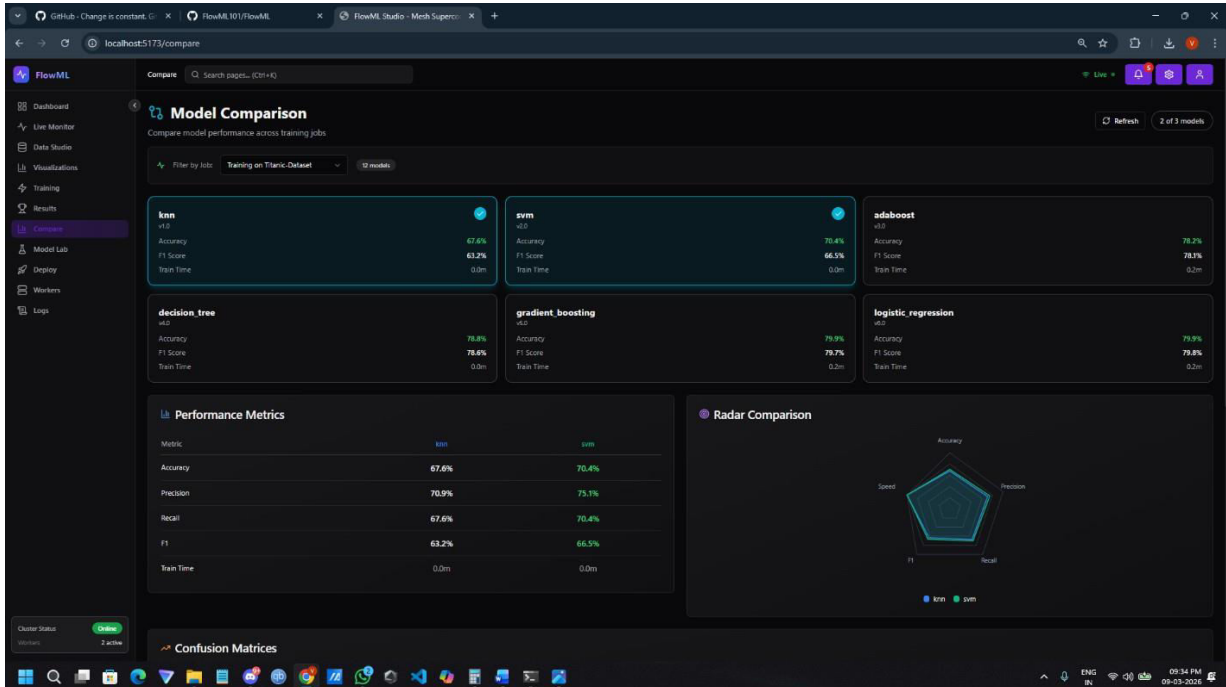 GitHub - Change is constant. G
FlowML101/FlowML
FlowML Studio - Mesh Superco
localhost:5173/compare
FlowML
Compare
Search pages... (Ctrl+K)
Live
5
Dashboard
Live Monitor
Data Studio
Visualizations
Training
Results
Compare
Model Lab
Deploy
Workers
Logs
Model Comparison
Compare model performance across training jobs
Refresh
2 of 3 models
Filter by Job: Training on Titanic-Dataset 12 models
knn
v1.0
Accuracy 67.6%
F1 Score 63.2%
Train Time 0.0m
svm
v2.0
Accuracy 70.4%
F1 Score 66.5%
Train Time 0.0m
adaboost
v3.0
Accuracy 78.2%
F1 Score 78.1%
Train Time 0.2m
decision_tree
v4.0
Accuracy 78.8%
F1 Score 78.6%
Train Time 0.0m
gradient_boosting
Accuracy 79.9%
F1 Score 79.7%
Train Time 0.2m
logistic_regression
Accuracy 79.9%
F1 Score 79.8%
Train Time 0.2m
Performance Metrics
Metric knn svm
Accuracy 67.6% 70.4%
Precision 70.9% 75.1%
Recall 67.6% 70.4%
F1 63.2% 66.5%
Train Time 0.0m 0.0m
Radar Comparison
Accuracy
Speed
Precision
F1
Recall
knn svm
Confusion Matrices
Cluster Status Online
Workers 2 active
ENG
IN
09:34 PM
09-03-2026